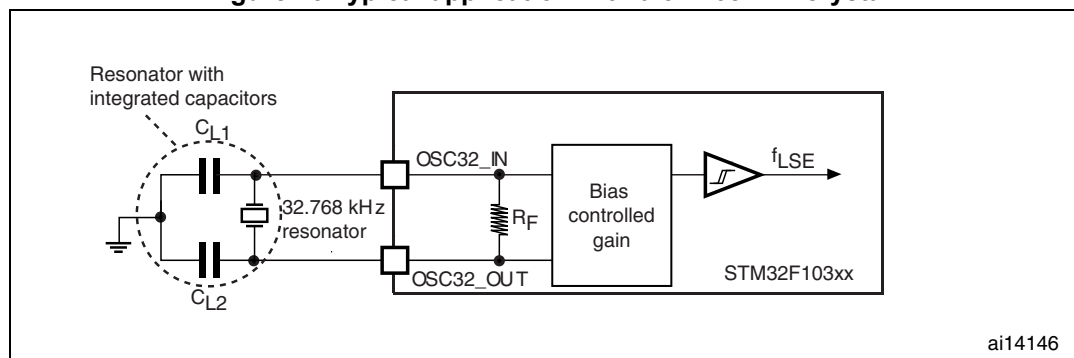 Resonator with
integrated capacitors
CL1
OSC32_IN
fLSE
Bias
controlled
gain
32.768 kHz
resonator
RF
STM32F103xx
OSC32_OUT
CL2
ai14146